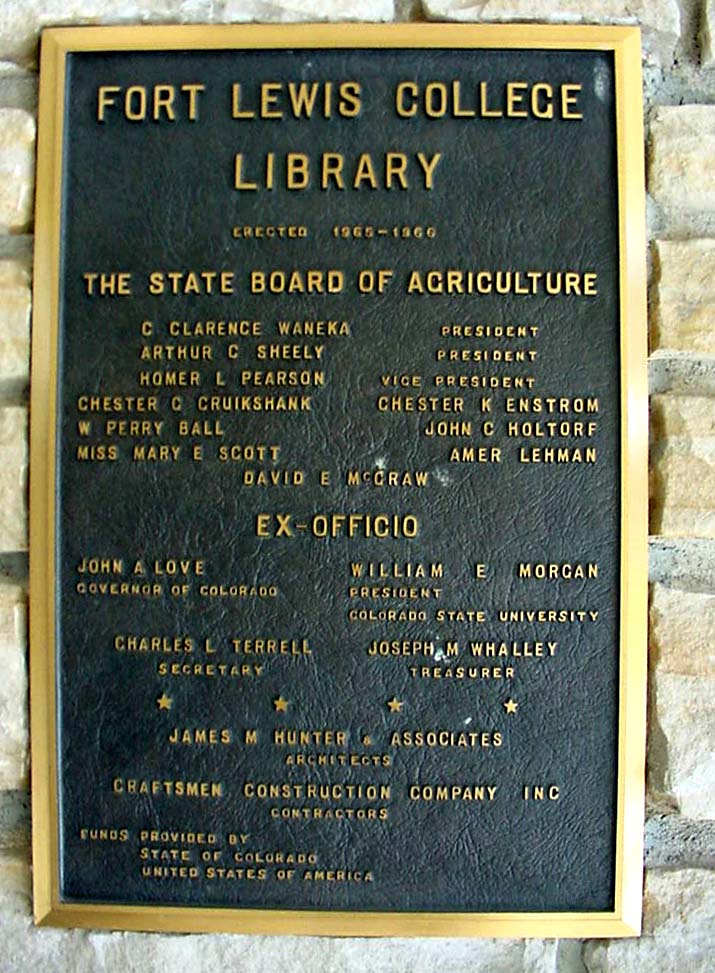 FORT LEWIS COLLEGE
LIBRARY
ERECTED 1965-1966
THE STATE BOARD OF AGRICULTURE
C CLARENCE WANEKA PRESIDENT
ARTHUR C SHEELY PRESIDENT
HOMER L PEARSON VICE PRESIDENT
CHESTER C CRUIKSHANK CHESTER K ENSTROM
W PERRY BALL JOHN C HOLTORF
MISS MARY E SCOTT AMER LEHMAN
DAVID E McGRAW
EX-OFFICIO
JOHN A LOVE WILLIAM E MORGAN
GOVERNOR OF COLORADO PRESIDENT
COLORADO STATE UNIVERSITY
CHARLES L TERRELL JOSEPH M WHALLEY
SECRETARY TREASURER
JAMES M HUNTER & ASSOCIATES
ARCHITECTS
CRAFTSMEN CONSTRUCTION COMPANY INC
CONTRACTORS
FUNDS PROVIDED BY
STATE OF COLORADO
UNITED STATES OF AMERICA